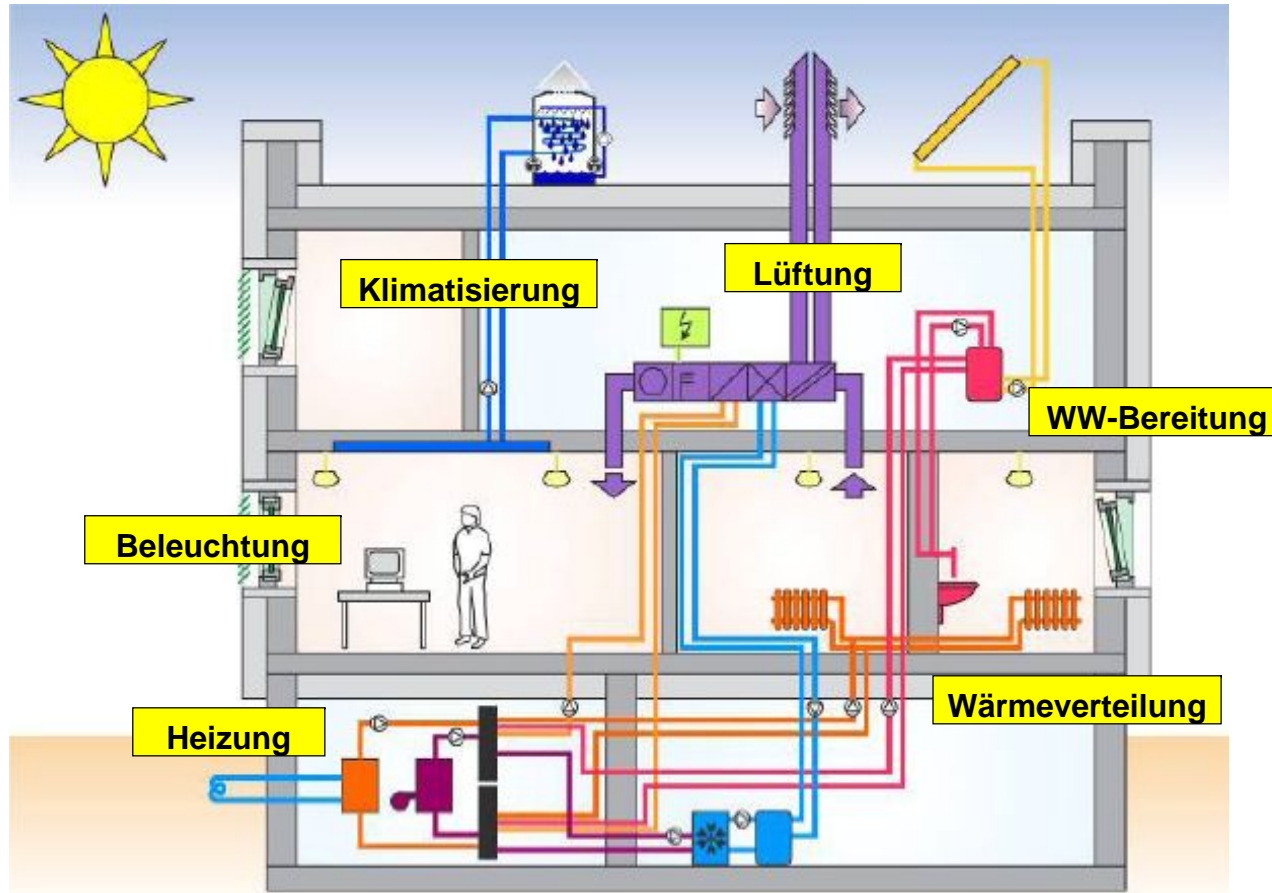 Klimatisierung
Lüftung
WW-Bereitung
Beleuchtung
Wärmeverteilung
Heizung